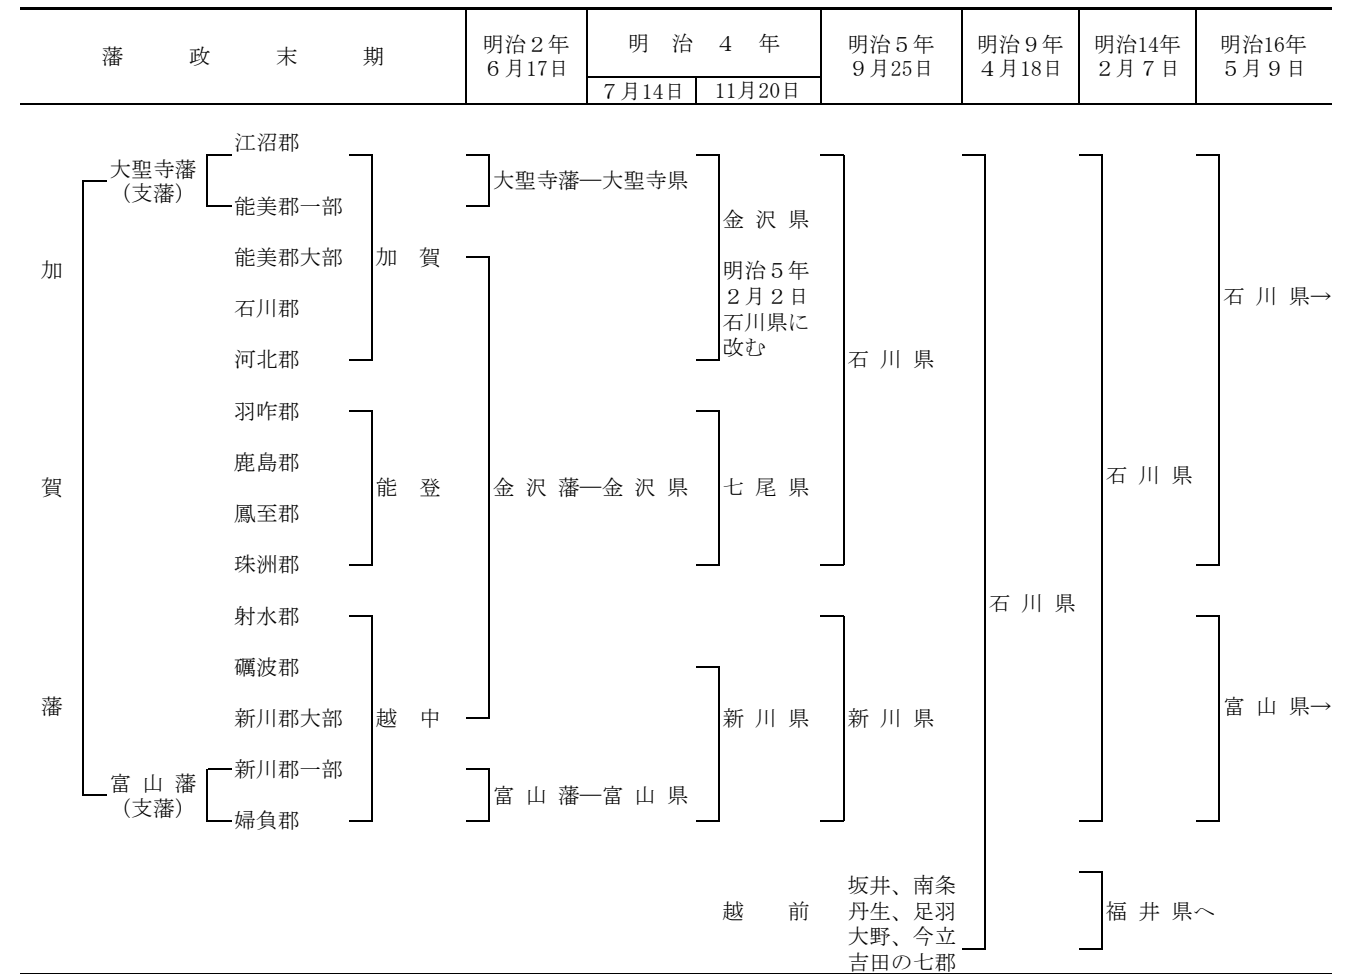 藩政末期
明治２年
６月17日
明治４年
７月14日
11月20日
明治５年
９月25日
明治９年
４月18日
明治14年
２月７日
明治16年
５月９日
加賀藩
大聖寺藩
（支藩）
富山藩
（支藩）
江沼郡
能美郡一部
能美郡大部
石川郡
河北郡
羽咋郡
鹿島郡
鳳至郡
珠洲郡
射水郡
礪波郡
新川郡大部
新川郡一部
婦負郡
加賀
能登
越中
大聖寺藩―大聖寺県
金沢藩―金沢県
富山藩―富山県
金沢県
明治５年
２月２日
石川県に
改む
七尾県
新川県
越前
石川県
新川県
坂井、南条
丹生、足羽
大野、今立
吉田の七郡
石川県
石川県
福井県へ
石川県→
富山県→